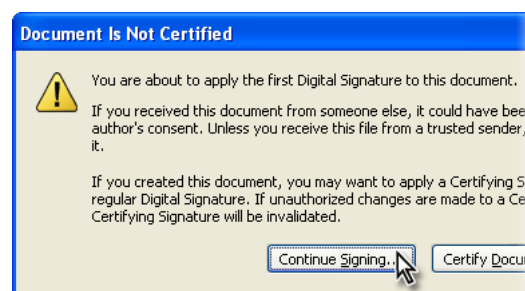 Document Is Not Certified
You are about to apply the first Digital Signature to this document.
If you received this document from someone else, it could have
author's consent. Unless you receive this file from a trusted sender,
it.
If you created this document, you may want to apply a Certifying
regular Digital Signature. If unauthorized changes are made to a
Certifying Signature will be invalidated.
Continue Signing... Certify